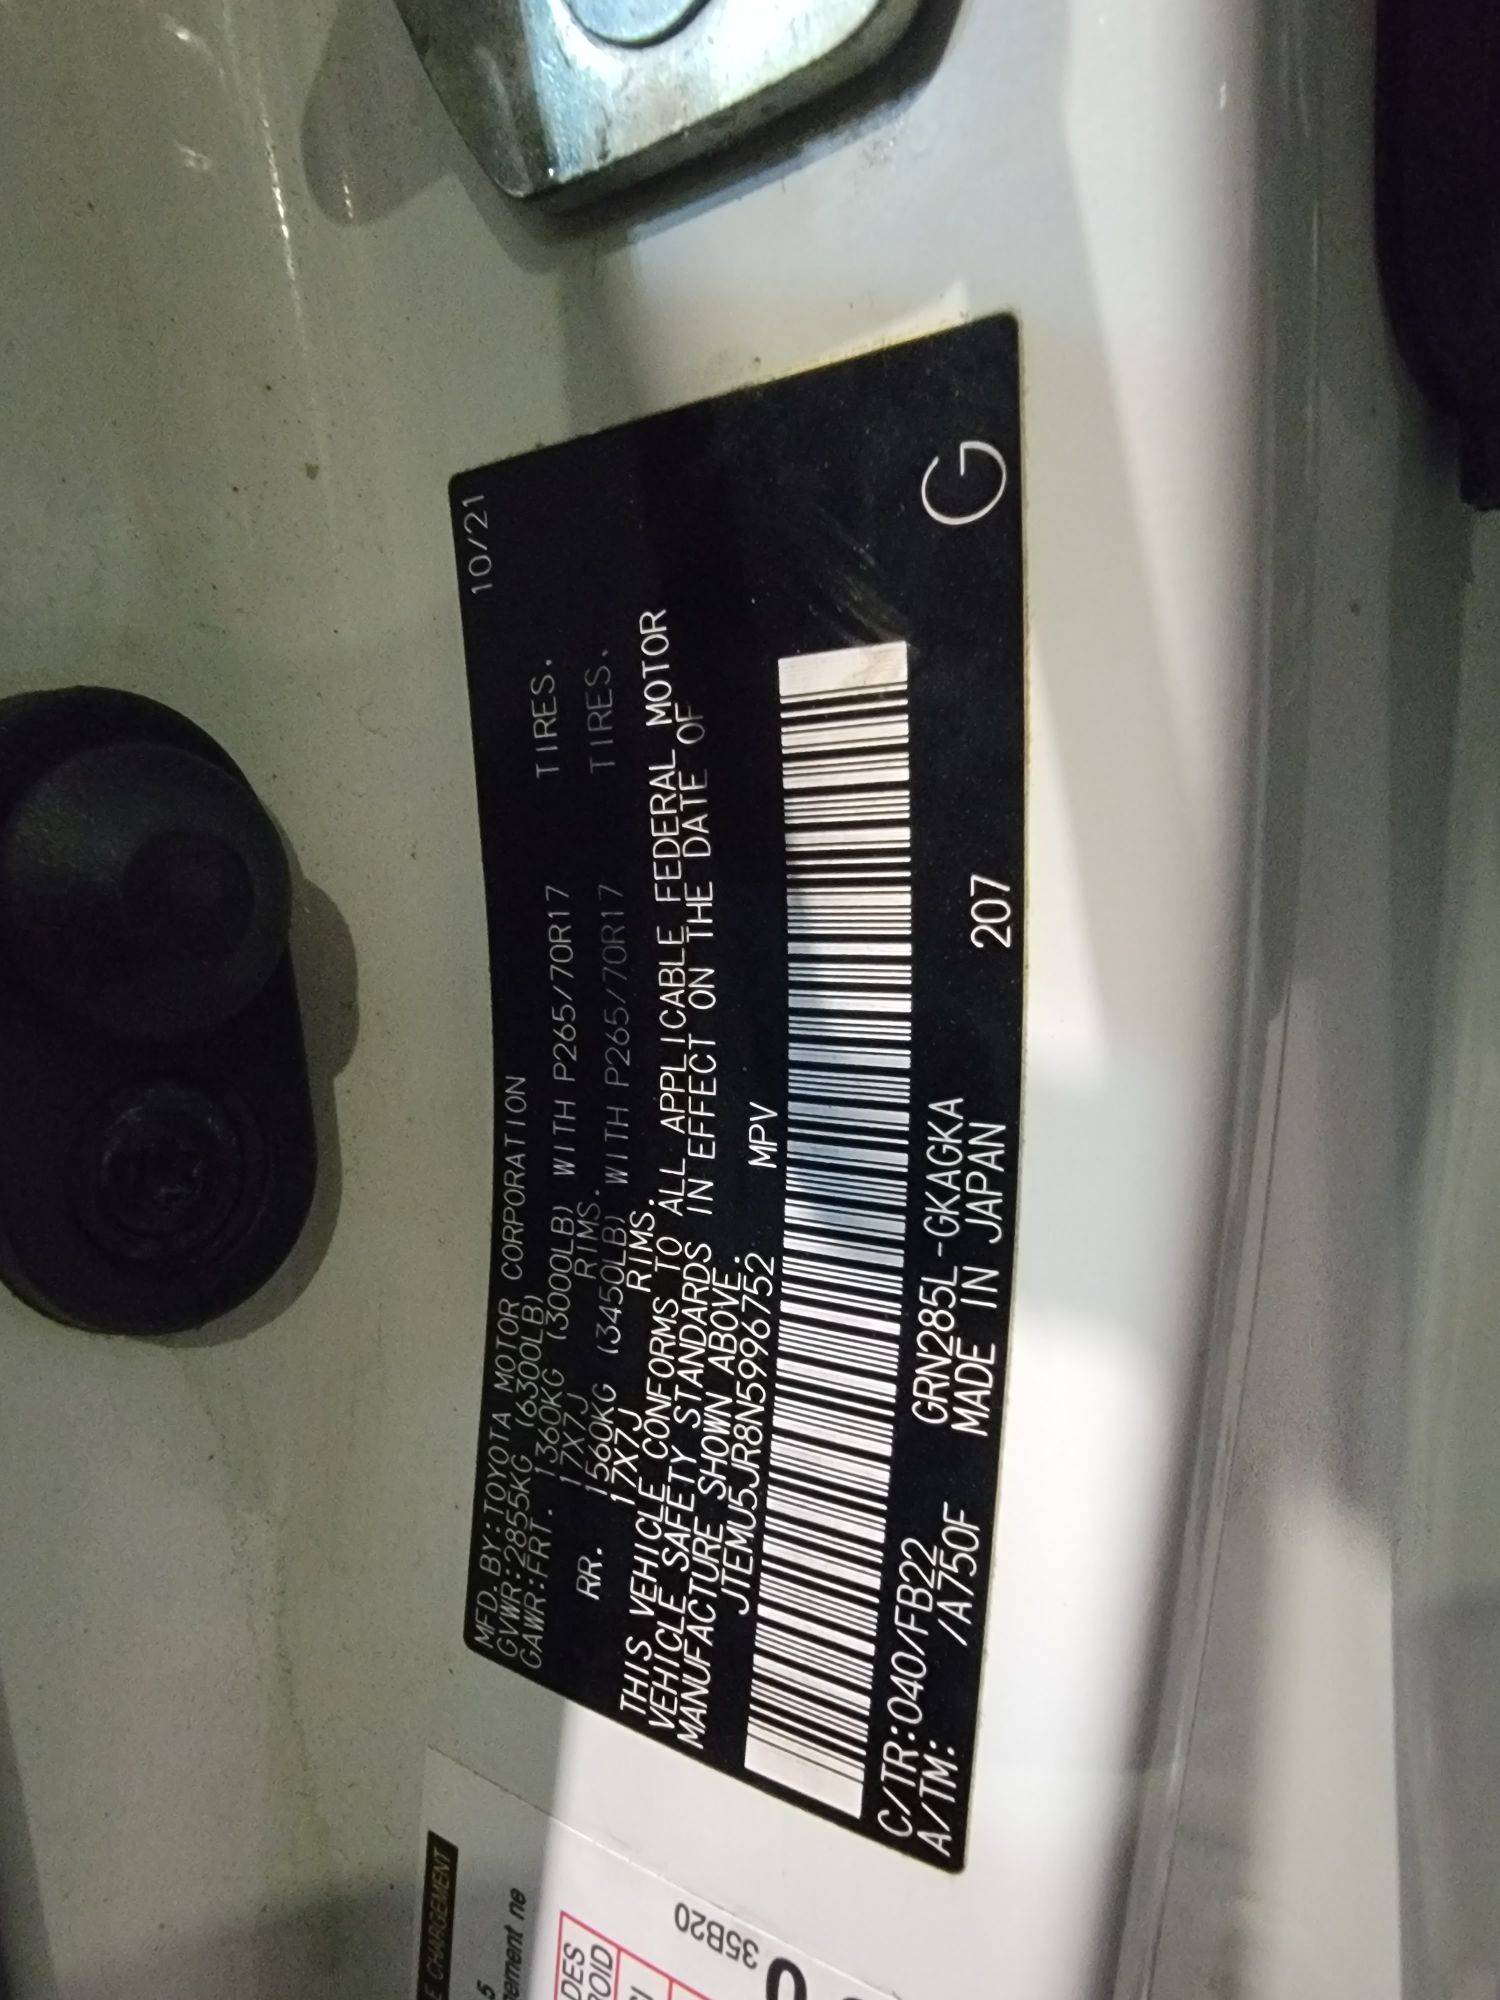 MFD.BY:TOYOTA MOTOR CORPORATION 10/21
GVWR:2855KG (6300LB)
GAWR:FRT. 1360KG (3000LB) WITH P265/70R17 TIRES.
17X7J RIMS.
RR. 1560KG (3450LB) WITH P265/70R17 TIRES.
17X7J RIMS.
THIS VEHICLE CONFORMS TO ALL APPLICABLE FEDERAL MOTOR
VEHICLE SAFETY STANDARDS IN EFFECT ON THE DATE OF
MANUFACTURE SHOWN ABOVE.
JTEMU5JR8N5996752 MPV
C/TR:040/FB22 GRN285L-GKAGKA
A/TM: /A750F MADE IN JAPAN 207 G
CHARGEMENT
ne
DES
35B20